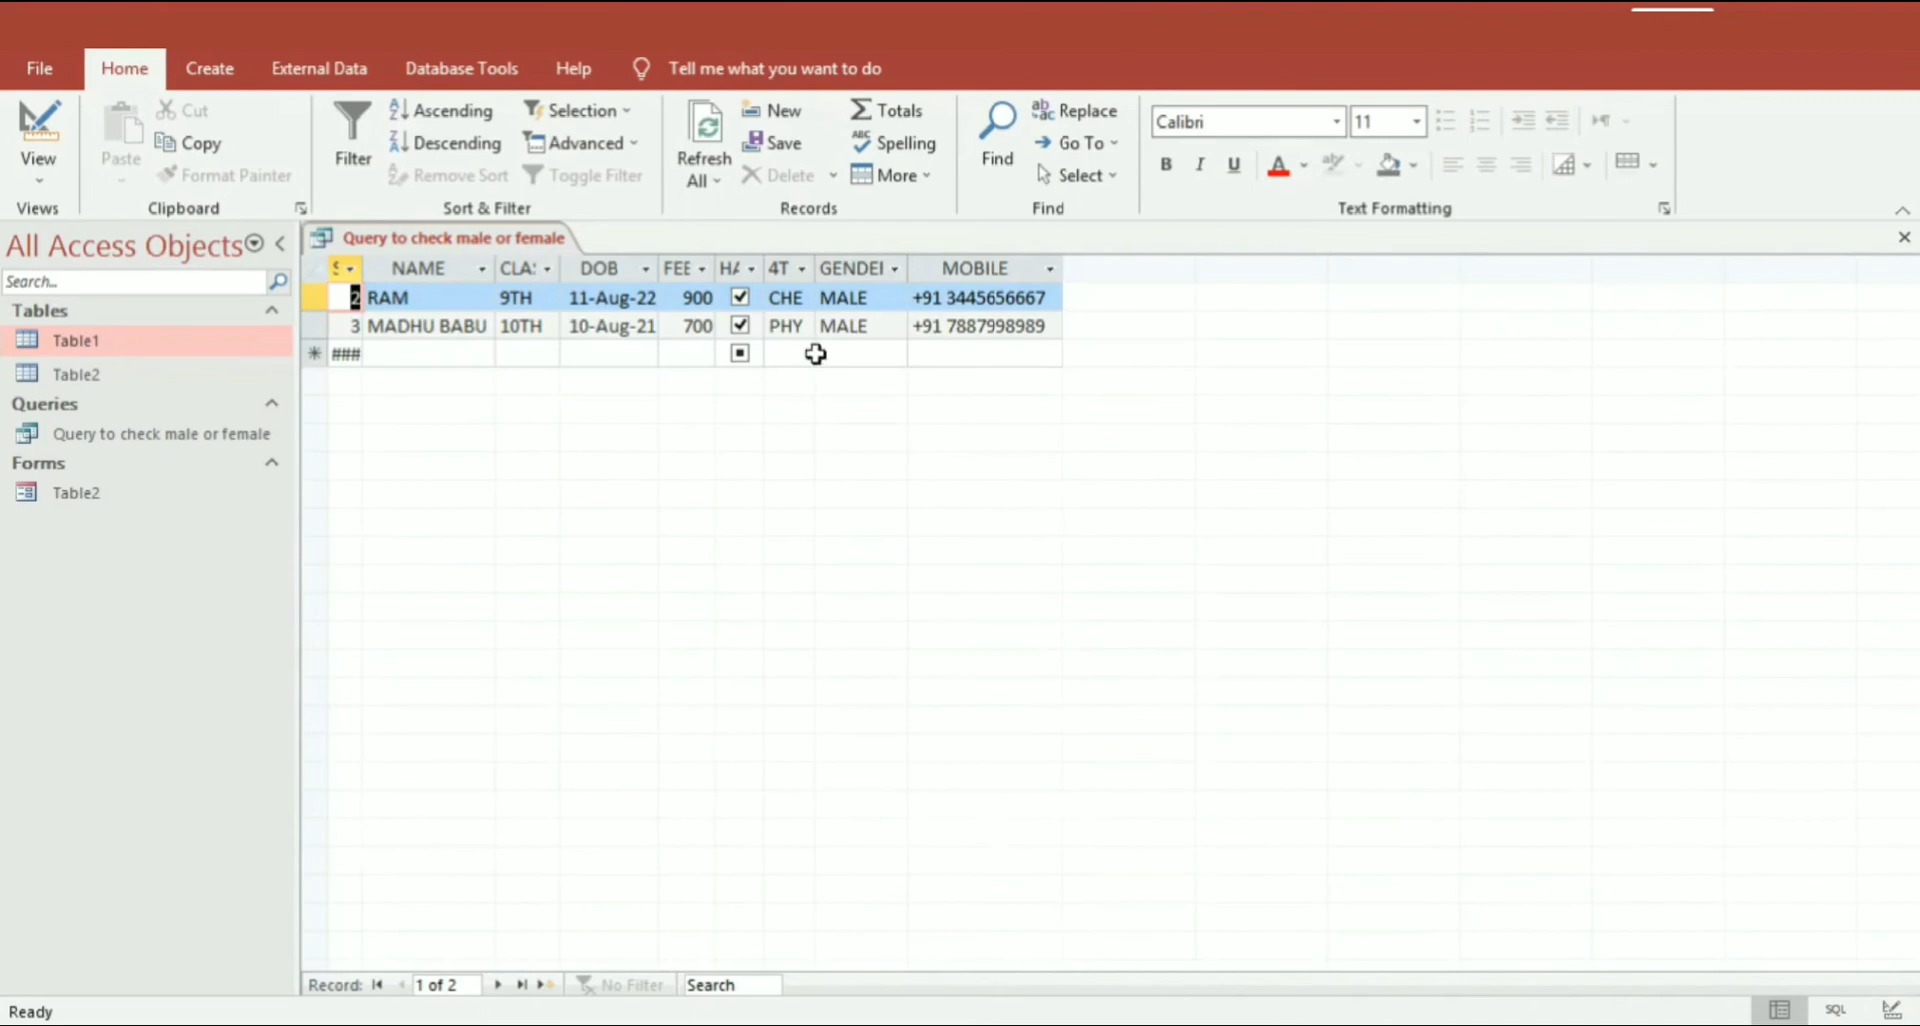 File Home Create External Data Database Tools Help Tell me what you want to do
View
Views
Paste
Cut
Copy
Format Painter
Clipboard
Filter
Ascending
Descending
Remove Sort
Selection
Advanced
Toggle Filter
Sort & Filter
Refresh
All
New
Save
Delete
Totals
Spelling
More
Records
Find
Replace
Go To
Select
Find
Calibri 11
B I U A
Text Formatting
All Access Objects
Search...
Tables
Table1
Table2
Queries
Query to check male or female
Forms
Table2
Query to check male or female
S NAME CLA DOB FEE HA 4T GENDE MOBILE
2 RAM 9TH 11-Aug-22 900 CHE MALE +91 3445656667
3 MADHU BABU 10TH 10-Aug-21 700 PHY MALE +91 7887998989
* ###
Record: 1 of 2 No Filter Search
Ready SQL